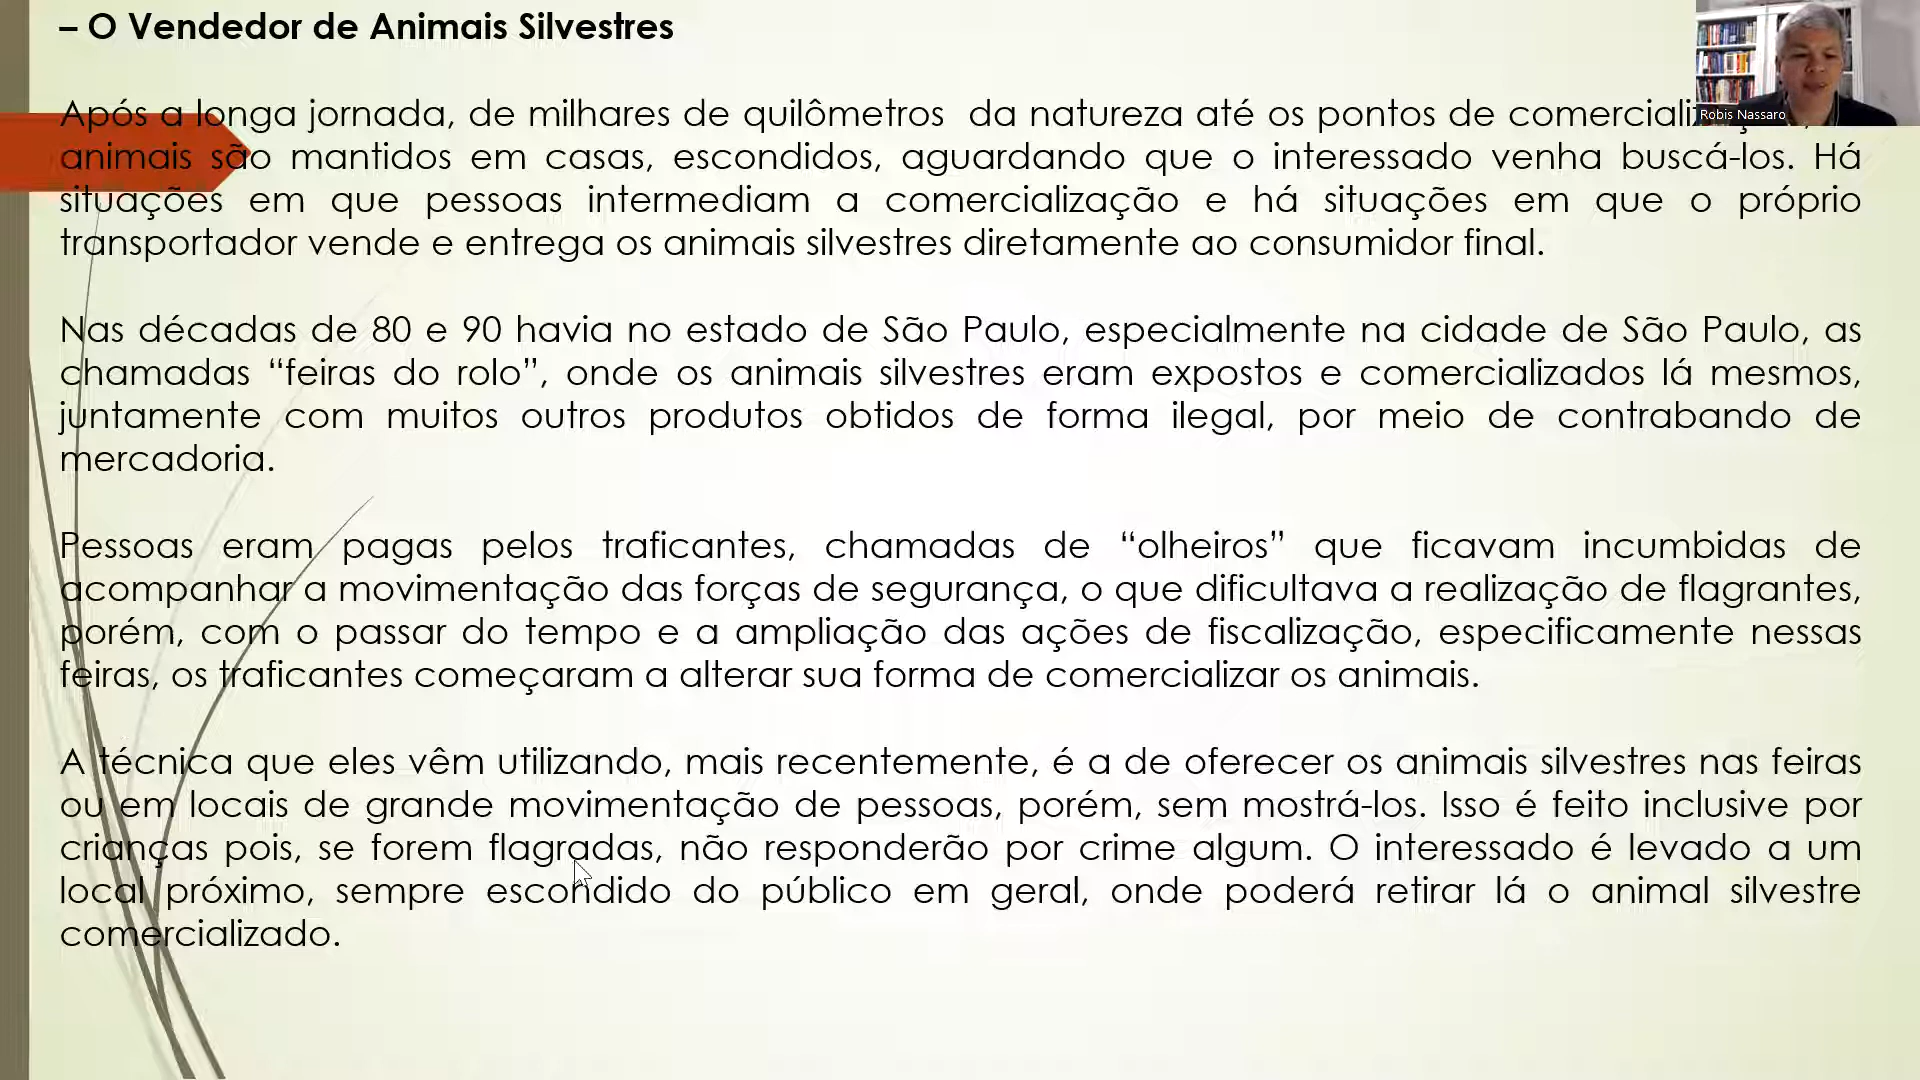 – O Vendedor de Animais Silvestres
Robis Nassaro
Após a longa jornada, de milhares de quilômetros da natureza até os pontos de
animais são mantidos em casas, escondidos, aguardando que o interessado venha buscá-los. Há
situações em que pessoas intermediam a comercialização e há situações em que o próprio
transportador vende e entrega os animais silvestres diretamente ao consumidor final.
Nas décadas de 80 e 90 havia no estado de São Paulo, especialmente na cidade de São Paulo, as
chamadas “feiras do rolo”, onde os animais silvestres eram expostos e comercializados lá mesmos,
juntamente com muitos outros produtos obtidos de forma ilegal, por meio de contrabando de
mercadoria.
Pessoas eram pagas pelos traficantes, chamadas de “olheiros” que ficavam incumbidas de
acompanhar a movimentação das forças de segurança, o que dificultava a realização de flagrantes,
porém, com o passar do tempo e a ampliação das ações de fiscalização, especificamente nessas
feiras, os traficantes começaram a alterar sua forma de comercializar os animais.
A técnica que eles vêm utilizando, mais recentemente, é a de oferecer os animais silvestres nas feiras
ou em locais de grande movimentação de pessoas, porém, sem mostrá-los. Isso é feito inclusive por
crianças pois, se forem flagradas, não responderão por crime algum. O interessado é levado a um
local próximo, sempre escondido do público em geral, onde poderá retirar lá o animal silvestre
comercializado.